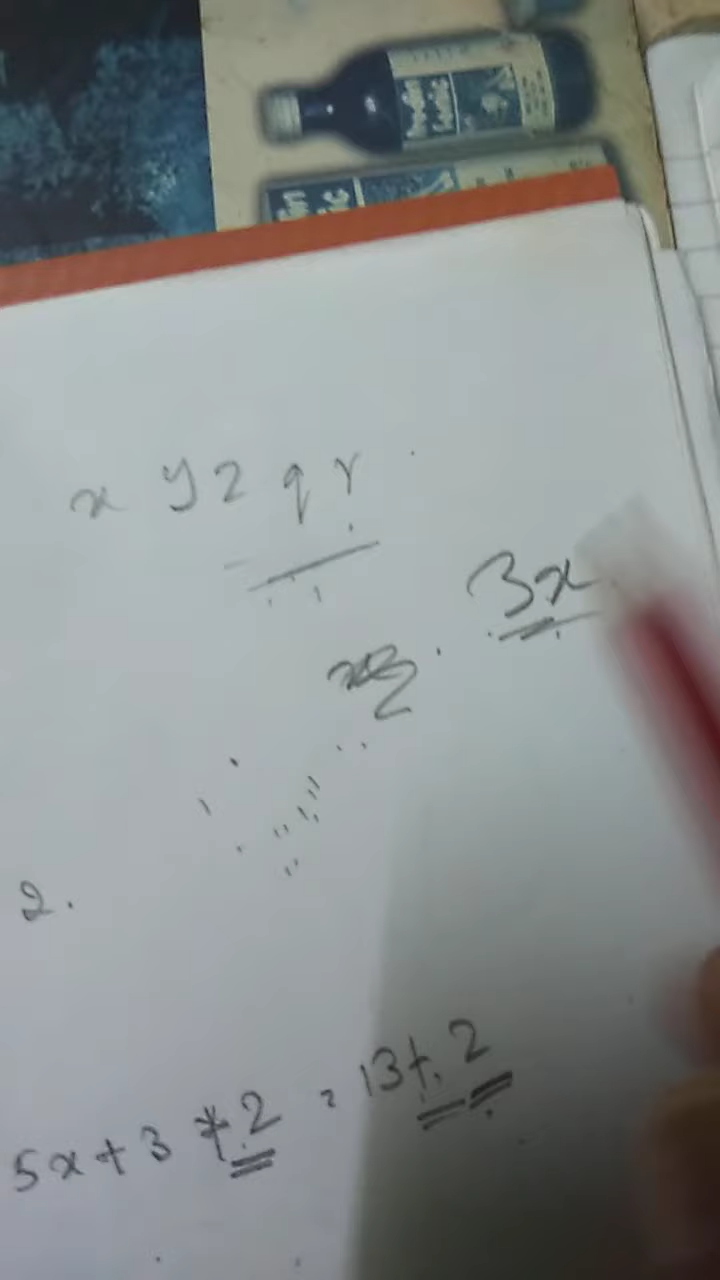 x y z q r
3x
2.
5x + 3 + 2 = 13 + 2